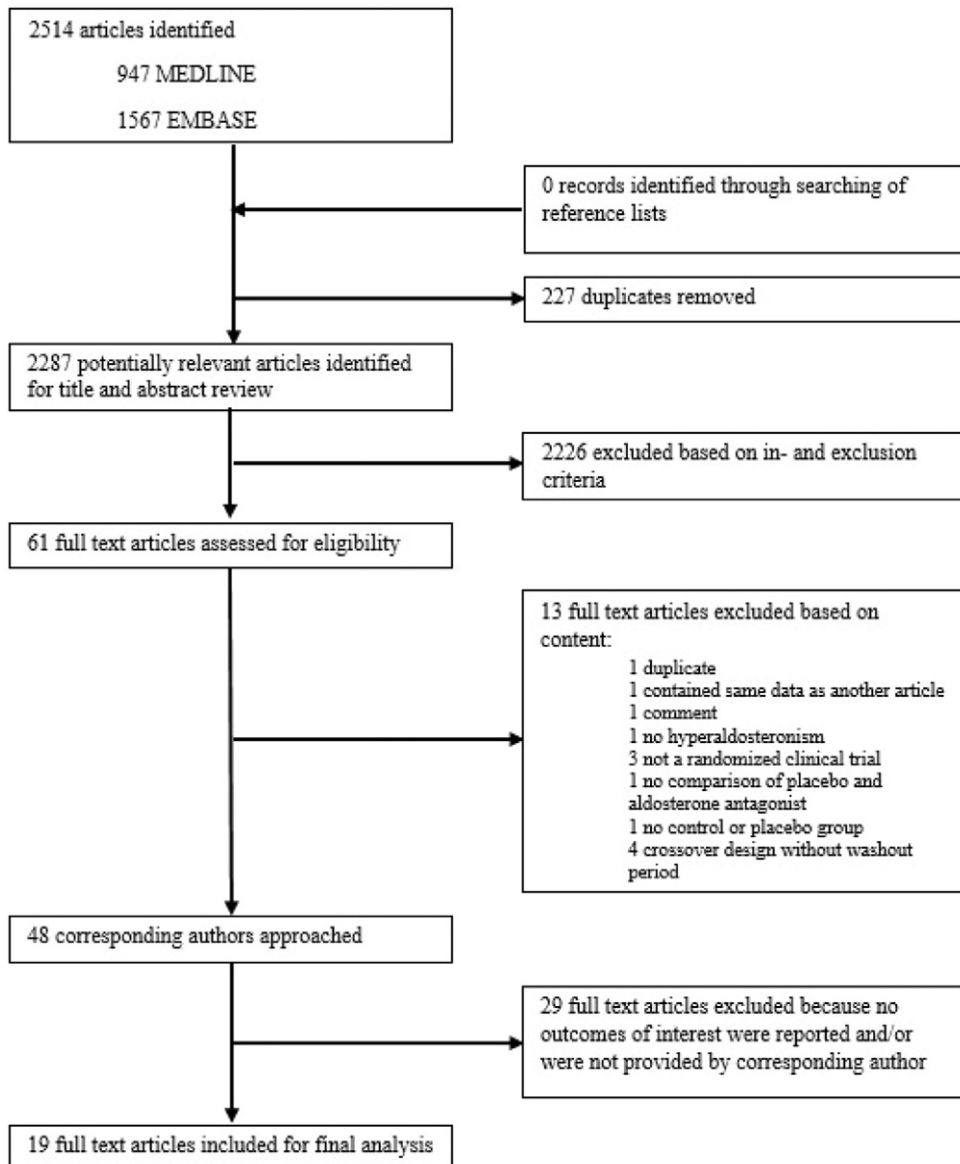 2514 articles identified
947 MEDLINE
1567 EMBASE
0 records identified through searching of
reference lists
227 duplicates removed
2287 potentially relevant articles identified
for title and abstract review
2226 excluded based on in- and exclusion
criteria
61 full text articles assessed for eligibility
13 full text articles excluded based on
content:
1 duplicate
1 contained same data as another article
1 comment
1 no hyperaldosteronism
3 not a randomized clinical trial
1 no comparison of placebo and
aldosterone antagonist
1 no control or placebo group
4 crossover design without washout
period
48 corresponding authors approached
29 full text articles excluded because no
outcomes of interest were reported and/or
were not provided by corresponding author
19 full text articles included for final analysis